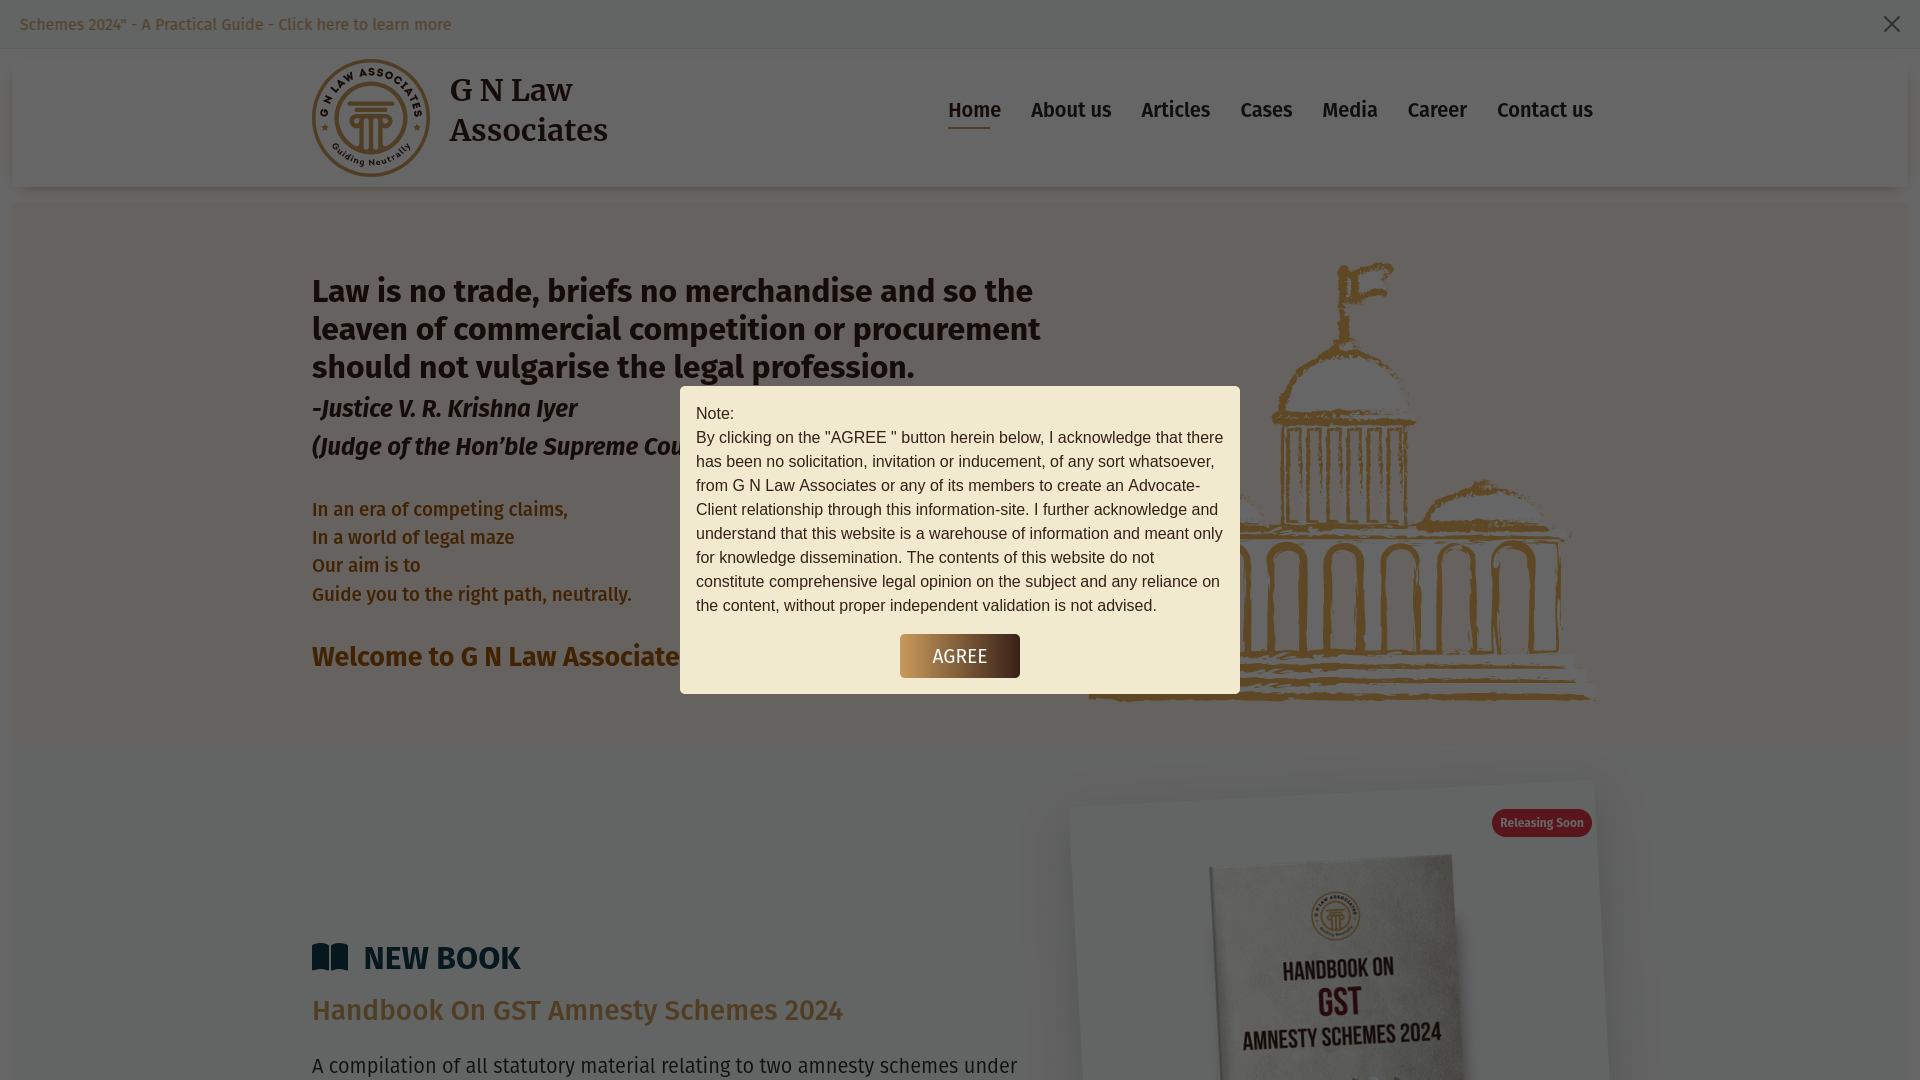 Schemes 2024" - A Practical Guide - Click here to learn more
G N LAW ASSOCIATES
Guiding Neutrally
G N Law
Associates
Home About us Articles Cases Media Career Contact us
Law is no trade, briefs no merchandise and so the
leaven of commercial competition or procurement
should not vulgarise the legal profession.
-Justice V. R. Krishna Iyer
(Judge of the Hon’ble Supreme
In an era of competing claims,
In a world of legal maze
Our aim is to
Guide you to the right path, neutrally.
Welcome to G N Law Associate
Note:
By clicking on the "AGREE " button herein below, I acknowledge that there
has been no solicitation, invitation or inducement, of any sort whatsoever,
from G N Law Associates or any of its members to create an Advocate-
Client relationship through this information-site. I further acknowledge and
understand that this website is a warehouse of information and meant only
for knowledge dissemination. The contents of this website do not
constitute comprehensive legal opinion on the subject and any reliance on
the content, without proper independent validation is not advised.
AGREE
Releasing Soon
NEW BOOK
Handbook On GST Amnesty Schemes 2024
A compilation of all statutory material relating to two amnesty schemes under
HANDBOOK ON
GST
AMNESTY SCHEMES 2024